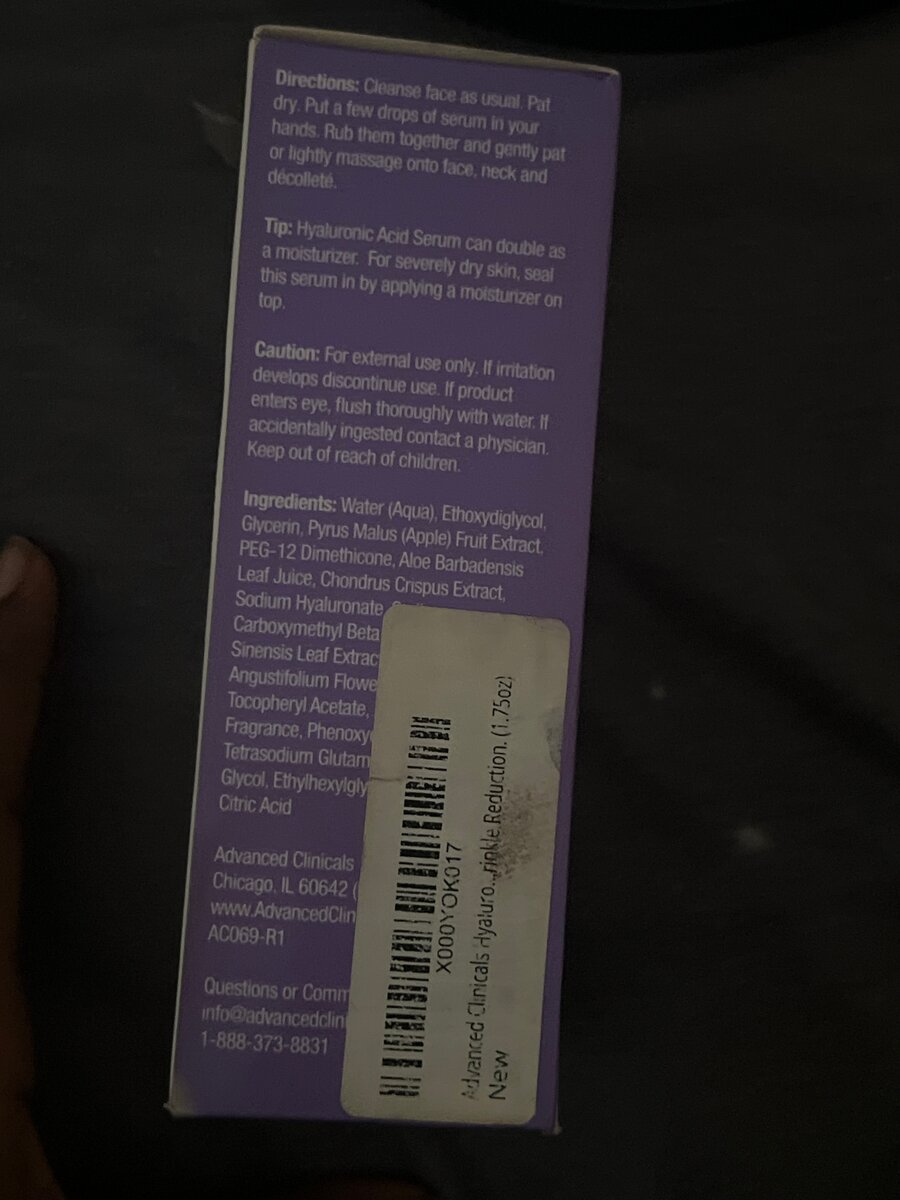 Directions: Cleanse face as usual. Pat
dry. Put a few drops of serum in your
hands. Rub them together and gently pat
or lightly massage onto face, neck and
décolleté.
Tip: Hyaluronic Acid Serum can double as
a moisturizer. For severely dry skin, seal
this serum in by applying a moisturizer on
top.
Caution: For external use only. If irritation
develops discontinue use. If product
enters eye, flush thoroughly with water. If
accidentally ingested contact a physician.
Keep out of reach of children.
Ingredients: Water (Aqua), Ethoxydiglycol,
Glycerin, Pyrus Malus (Apple) Fruit Extract,
PEG-12 Dimethicone, Aloe Barbadensis
Leaf Juice, Chondrus Crispus Extract,
Sodium Hyaluronate
Carboxymethyl Beta
Sinensis Leaf Extrac
Angustifolium Flowe
Tocopheryl Acetate,
Fragrance, Phenoxy
Tetrasodium Glutam
Glycol, Ethylhexylgly
Citric Acid
Advanced Clinicals
Chicago, IL 60642 (
www.AdvancedClin
AC069-R1
Questions or Comm
info@advancedclini
1-888-373-8831
X000YOK017
Advanced Clinicals Hyaluro...rinkle Reduction. (1.75oz)
New